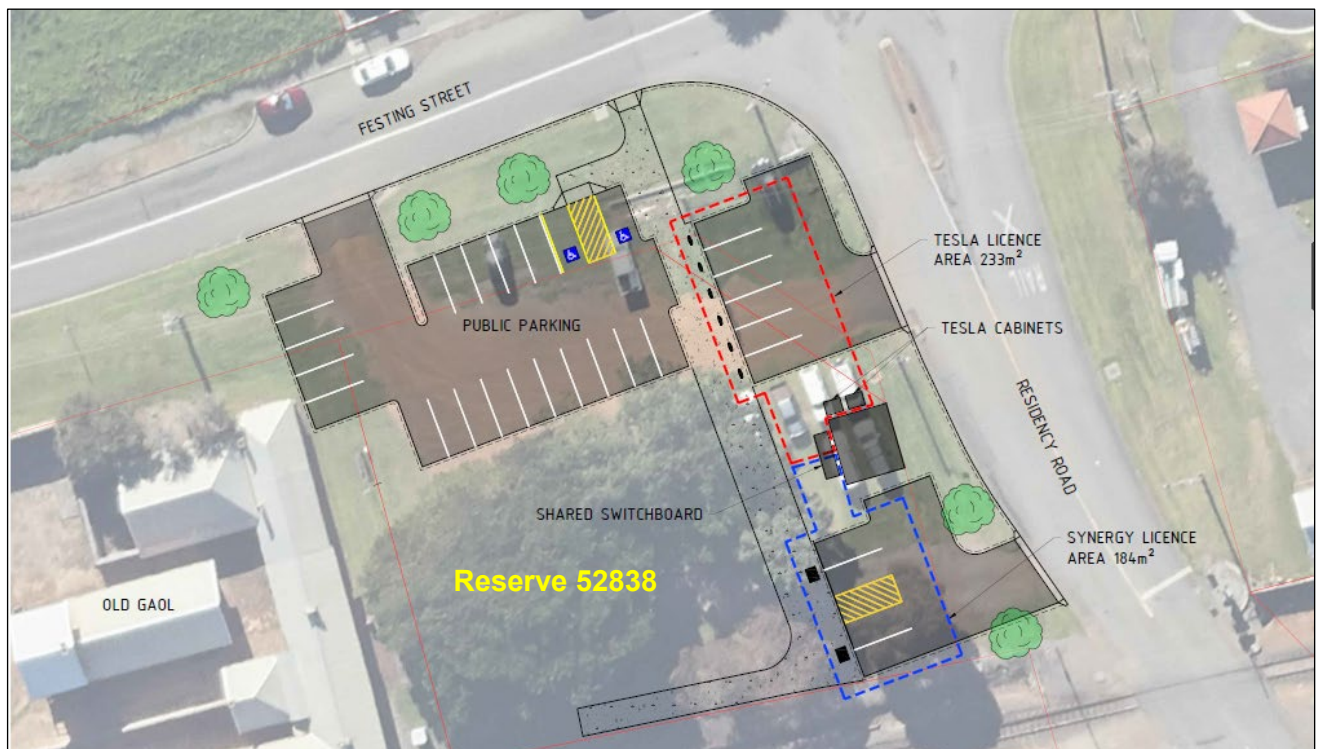 FESTING STREET
TESLA LICENCE
AREA 233m²
PUBLIC PARKING
TESLA CABINETS
RESIDENCY ROAD
SHARED SWITCHBOARD
SYNERGY LICENCE
AREA 184m²
Reserve 52838
OLD GAOL